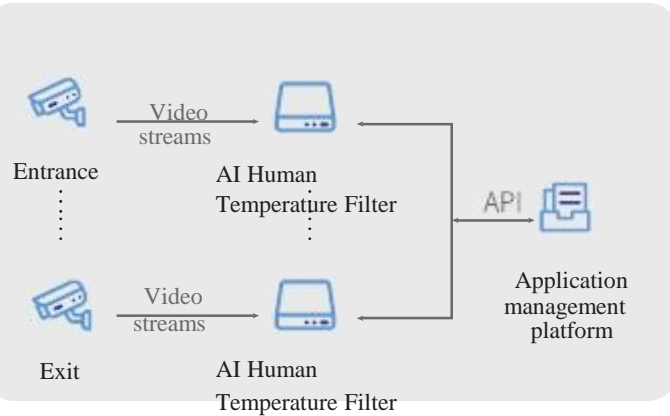 Video
streams
Entrance
AI Human
Temperature Filter
API
Application
management
platform
Video
streams
Exit
AI Human
Temperature Filter